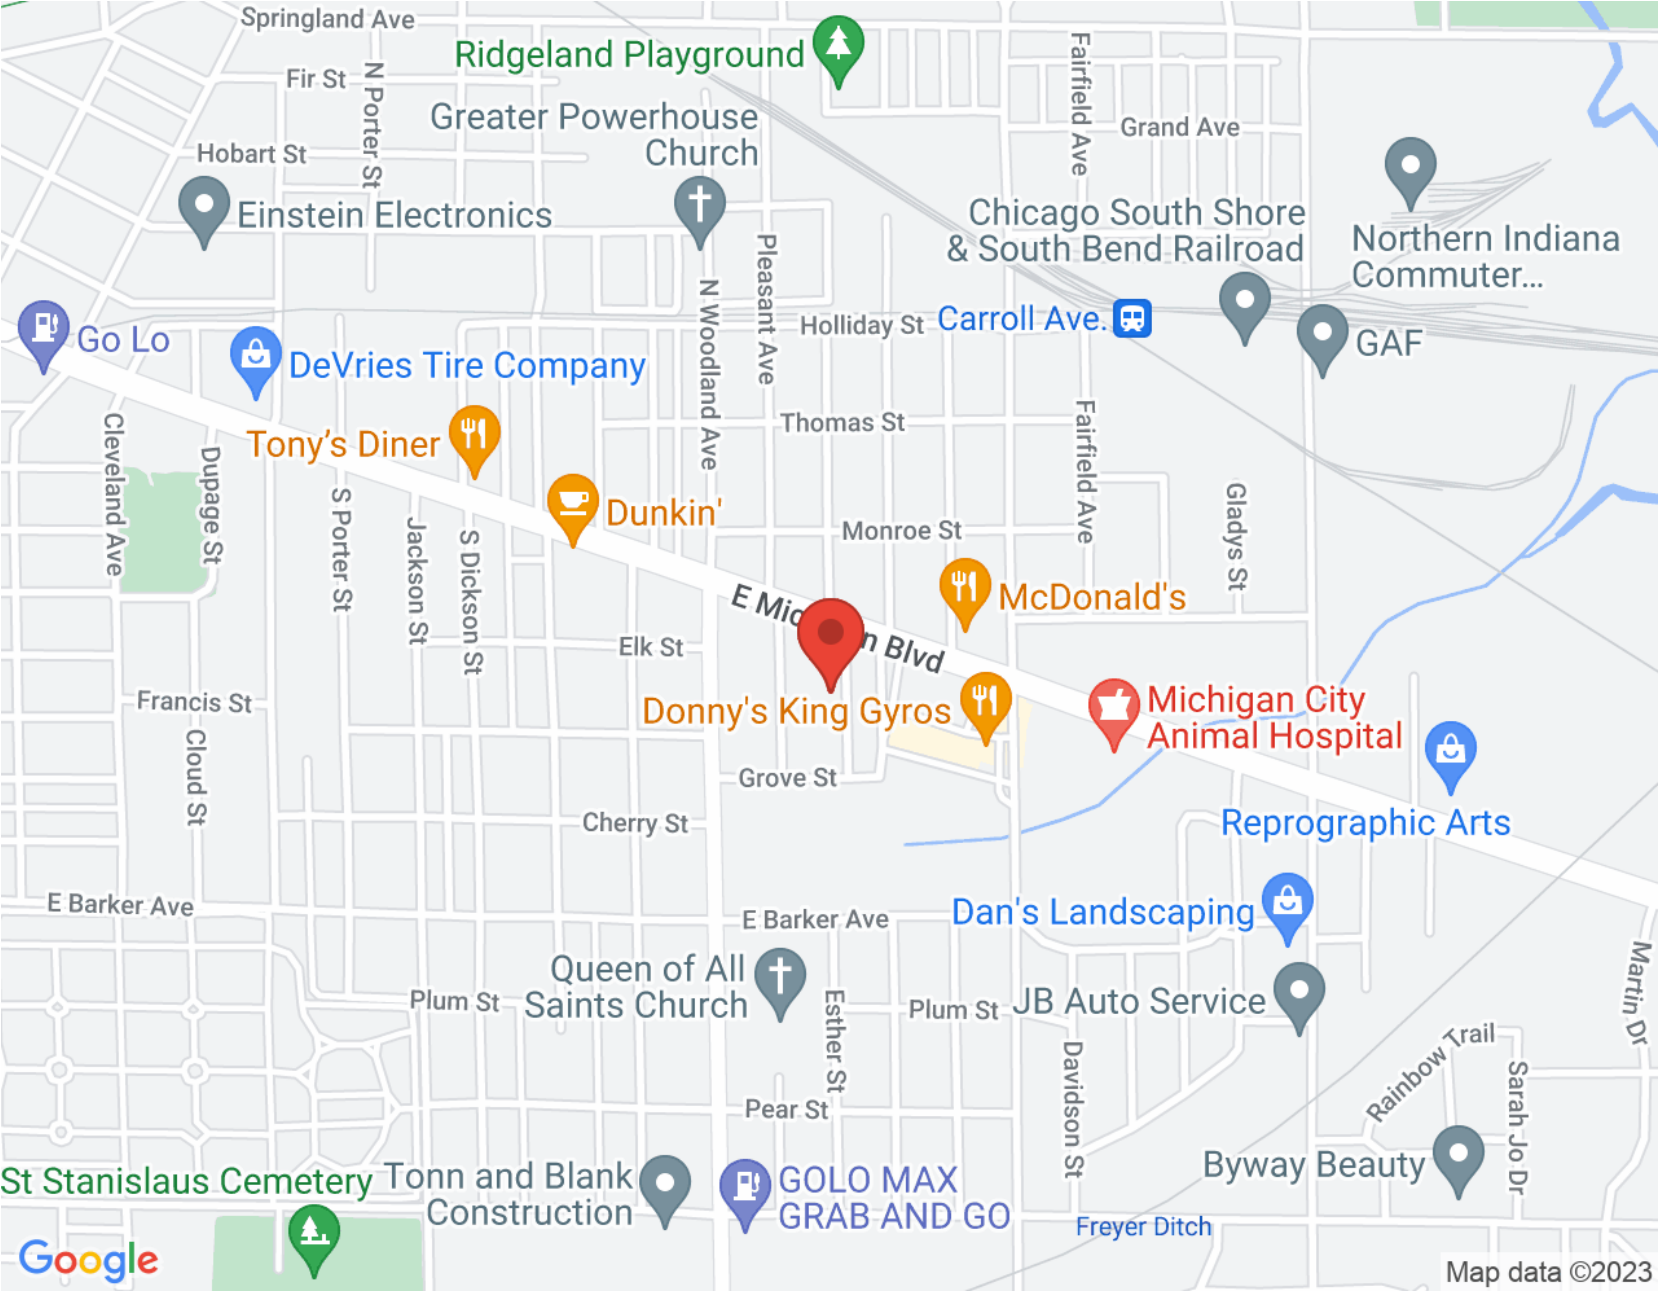 Springland Ave
Ridgeland Playground
Fir St
N Porter St
Fairfield Ave
Greater Powerhouse
Church
Grand Ave
Hobart St
Einstein Electronics
Chicago South Shore
& South Bend Railroad
Northern Indiana
Commuter...
Pleasant Ave
N Woodland Ave
Holliday St
Carroll Ave.
Go Lo
GAF
DeVries Tire Company
Thomas St
Tony's Diner
Cleveland Ave
Dupage St
Fairfield Ave
S Porter St
Jackson St
S Dickson St
Dunkin'
Monroe St
Gladys St
McDonald's
E Mic
n Blvd
Elk St
Francis St
Donny's King Gyros
Michigan City
Animal Hospital
Cloud St
Grove St
Cherry St
Reprographic Arts
E Barker Ave
E Barker Ave
Dan's Landscaping
Martin Dr
Queen of All
Saints Church
Plum St
Esther St
Plum St
JB Auto Service
Davidson St
Rainbow Trail
Sarah Jo Dr
Pear St
Byway Beauty
St Stanislaus Cemetery
Tonn and Blank
Construction
GOLO MAX
GRAB AND GO
Freyer Ditch
Google
Map data ©2023